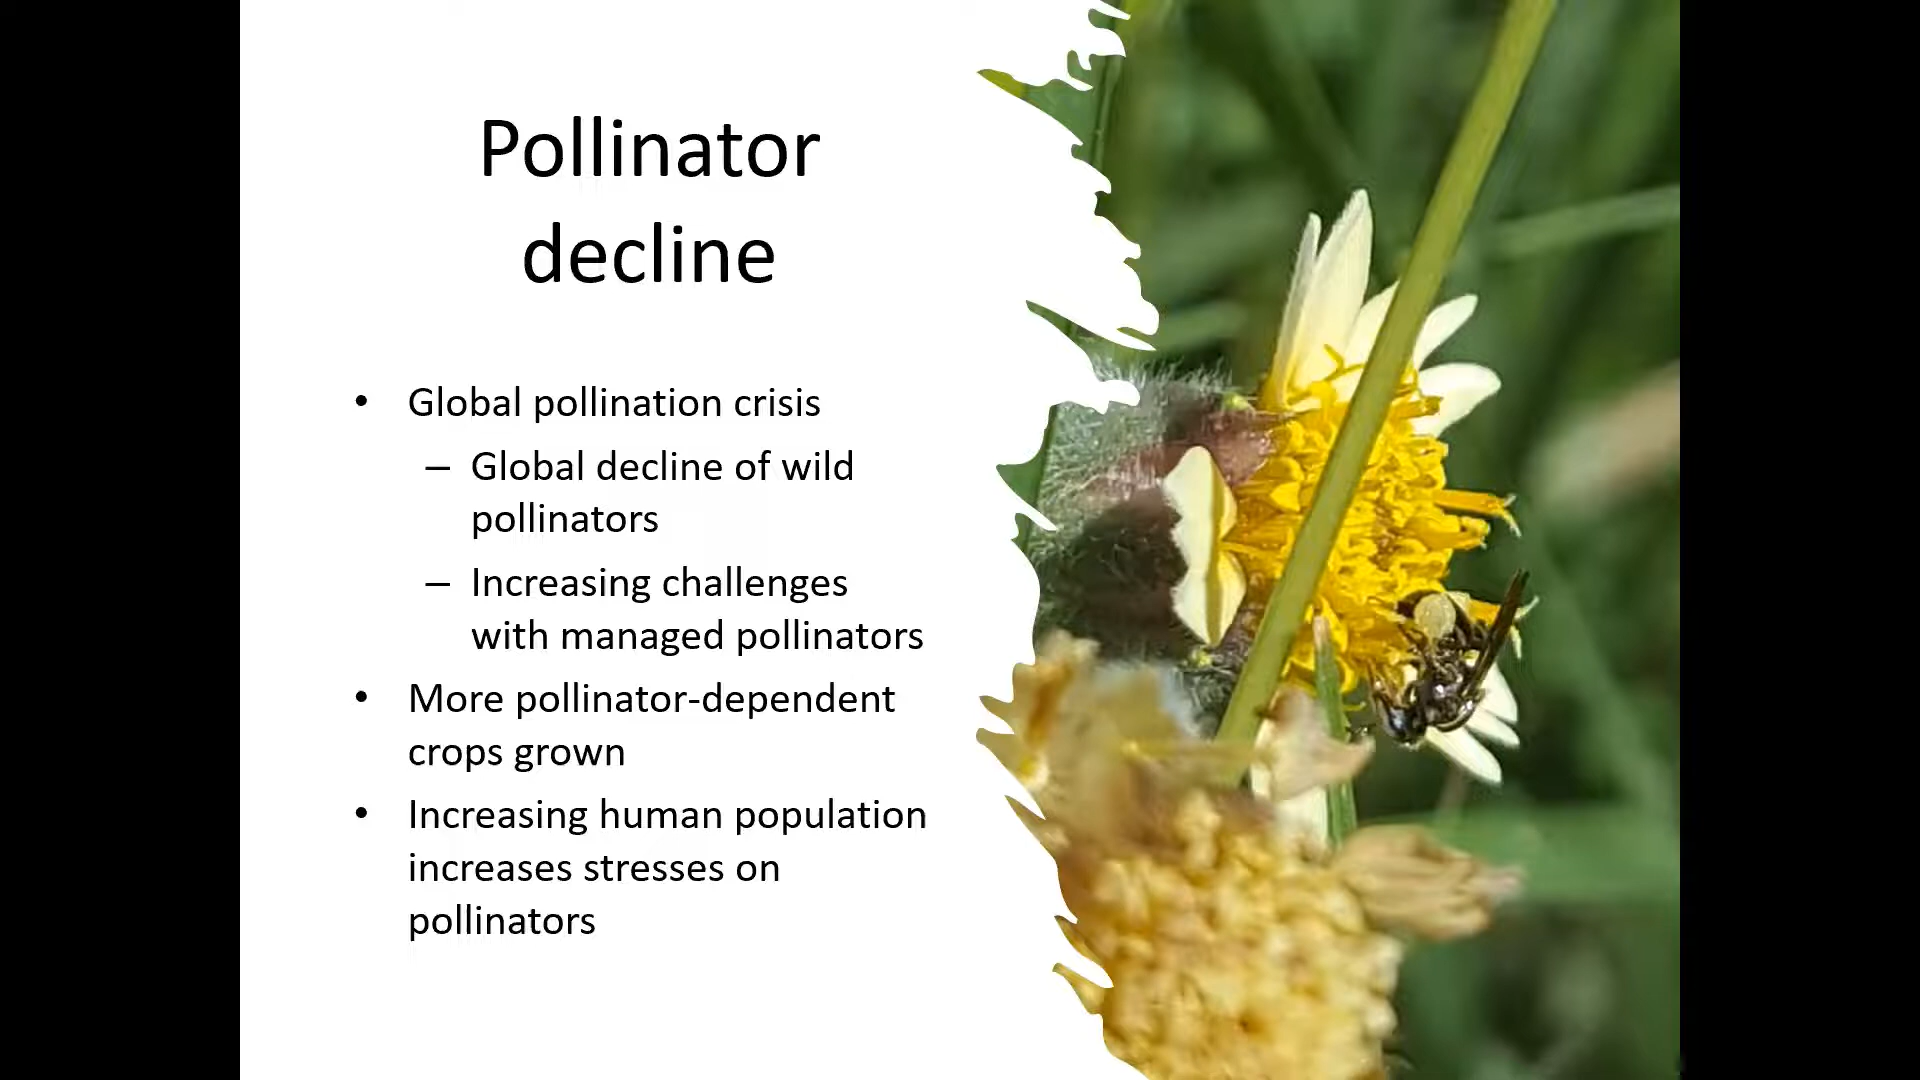 Pollinator
decline
• Global pollination crisis
– Global decline of wild
pollinators
– Increasing challenges
with managed pollinators
• More pollinator-dependent
crops grown
• Increasing human population
increases stresses on
pollinators